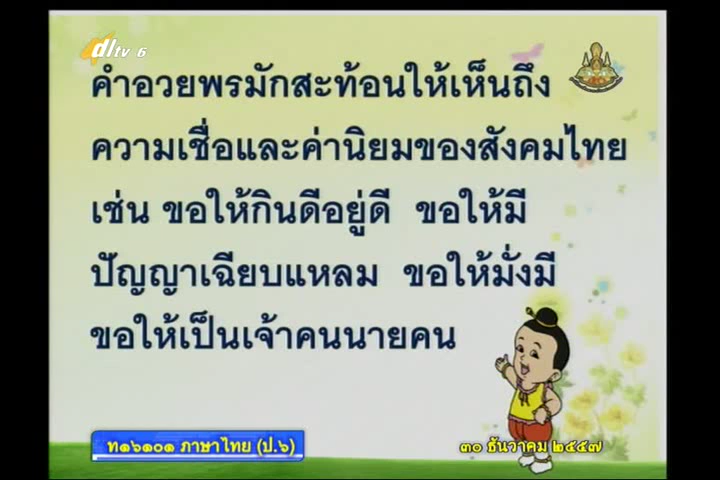 dltv 6
คำอวยพรมักสะท้อนให้เห็นถึง
ความเชื่อและค่านิยมของสังคมไทย
เช่น ขอให้กินดีอยู่ดี ขอให้มี
ปัญญาเฉียบแหลม ขอให้มั่งมี
ขอให้เป็นเจ้าคนนายคน
ท๑๖๑๐๑ ภาษาไทย (ป.๖)
๓๐ ธันวาคม ๒๕๕๗